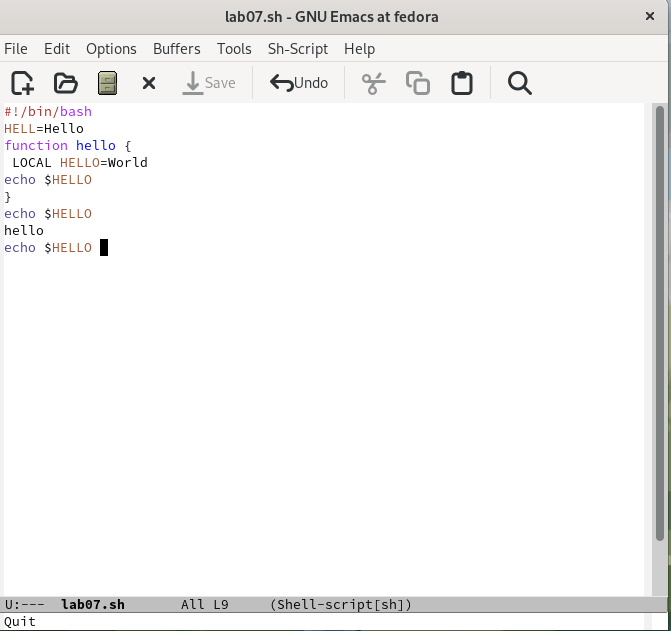 lab07.sh - GNU Emacs at fedora
File Edit Options Buffers Tools Sh-Script Help
Save Undo
#!/bin/bash
HELL=Hello
function hello {
 LOCAL HELLO=World
echo $HELLO
}
echo $HELLO
hello
echo $HELLO
U:--- lab07.sh All L9 (Shell-script[sh])
Quit